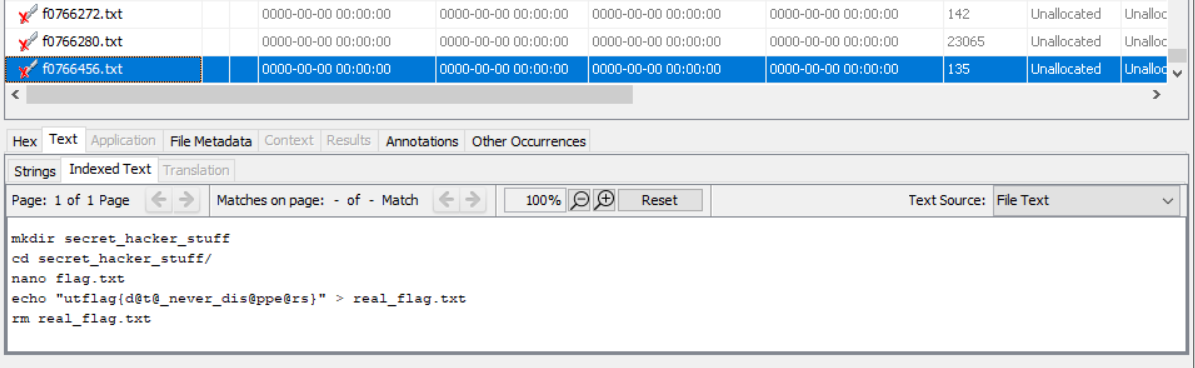 f0766272.txt 0000-00-00 00:00:00 0000-00-00 00:00:00 0000-00-00 00:00:00 0000-00-00 00:00:00 142 Unallocated Unalloc
f0766280.txt 0000-00-00 00:00:00 0000-00-00 00:00:00 0000-00-00 00:00:00 0000-00-00 00:00:00 23065 Unallocated Unalloc
f0766456.txt 0000-00-00 00:00:00 0000-00-00 00:00:00 0000-00-00 00:00:00 0000-00-00 00:00:00 135 Unallocated Unalloc
Hex Text Application File Metadata Context Results Annotations Other Occurrences
Strings Indexed Text Translation
Page: 1 of 1 Page Matches on page: - of - Match 100% Reset Text Source: File Text
mkdir secret_hacker_stuff
cd secret_hacker_stuff/
nano flag.txt
echo "utflag{d@t@_never_dis@ppe@rs}" > real_flag.txt
rm real_flag.txt